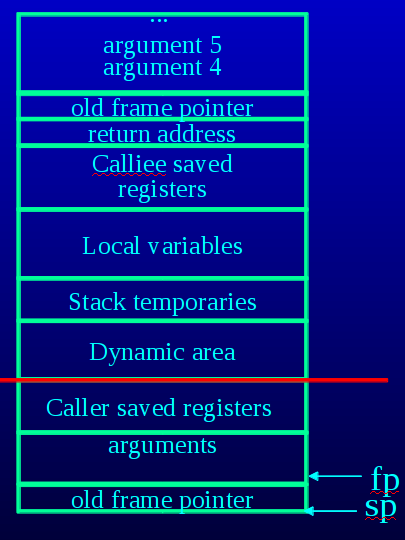 ...
argument 5
argument 4
old frame pointer
return address
Calliee saved
registers
Local variables
Stack temporaries
Dynamic area
Caller saved registers
arguments
fp
old frame pointer
sp